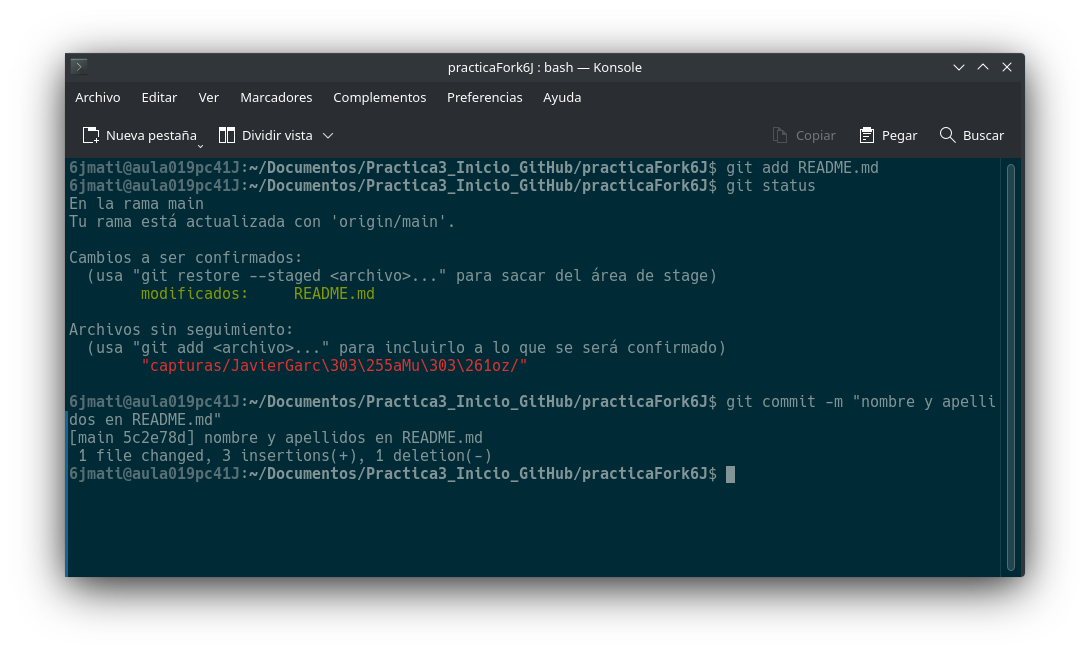 practicaFork6J : bash — Konsole
Archivo Editar Ver Marcadores Complementos Preferencias Ayuda
Nueva pestaña Dividir vista Copiar Pegar Buscar
6jmati@aula019pc41J:~/Documentos/Practica3_Inicio_GitHub/practicaFork6J$ git add README.md
6jmati@aula019pc41J:~/Documentos/Practica3_Inicio_GitHub/practicaFork6J$ git status
En la rama main
Tu rama está actualizada con 'origin/main'.
Cambios a ser confirmados:
(usa "git restore --staged <archivo>..." para sacar del área de stage)
modificados: README.md
Archivos sin seguimiento:
(usa "git add <archivo>..." para incluirlo a lo que se será confirmado)
"capturas/JavierGarc\303\255aMu\303\261oz/"
6jmati@aula019pc41J:~/Documentos/Practica3_Inicio_GitHub/practicaFork6J$ git commit -m "nombre y apelli
dos en README.md"
[main 5c2e78d] nombre y apellidos en README.md
1 file changed, 3 insertions(+), 1 deletion(-)
6jmati@aula019pc41J:~/Documentos/Practica3_Inicio_GitHub/practicaFork6J$